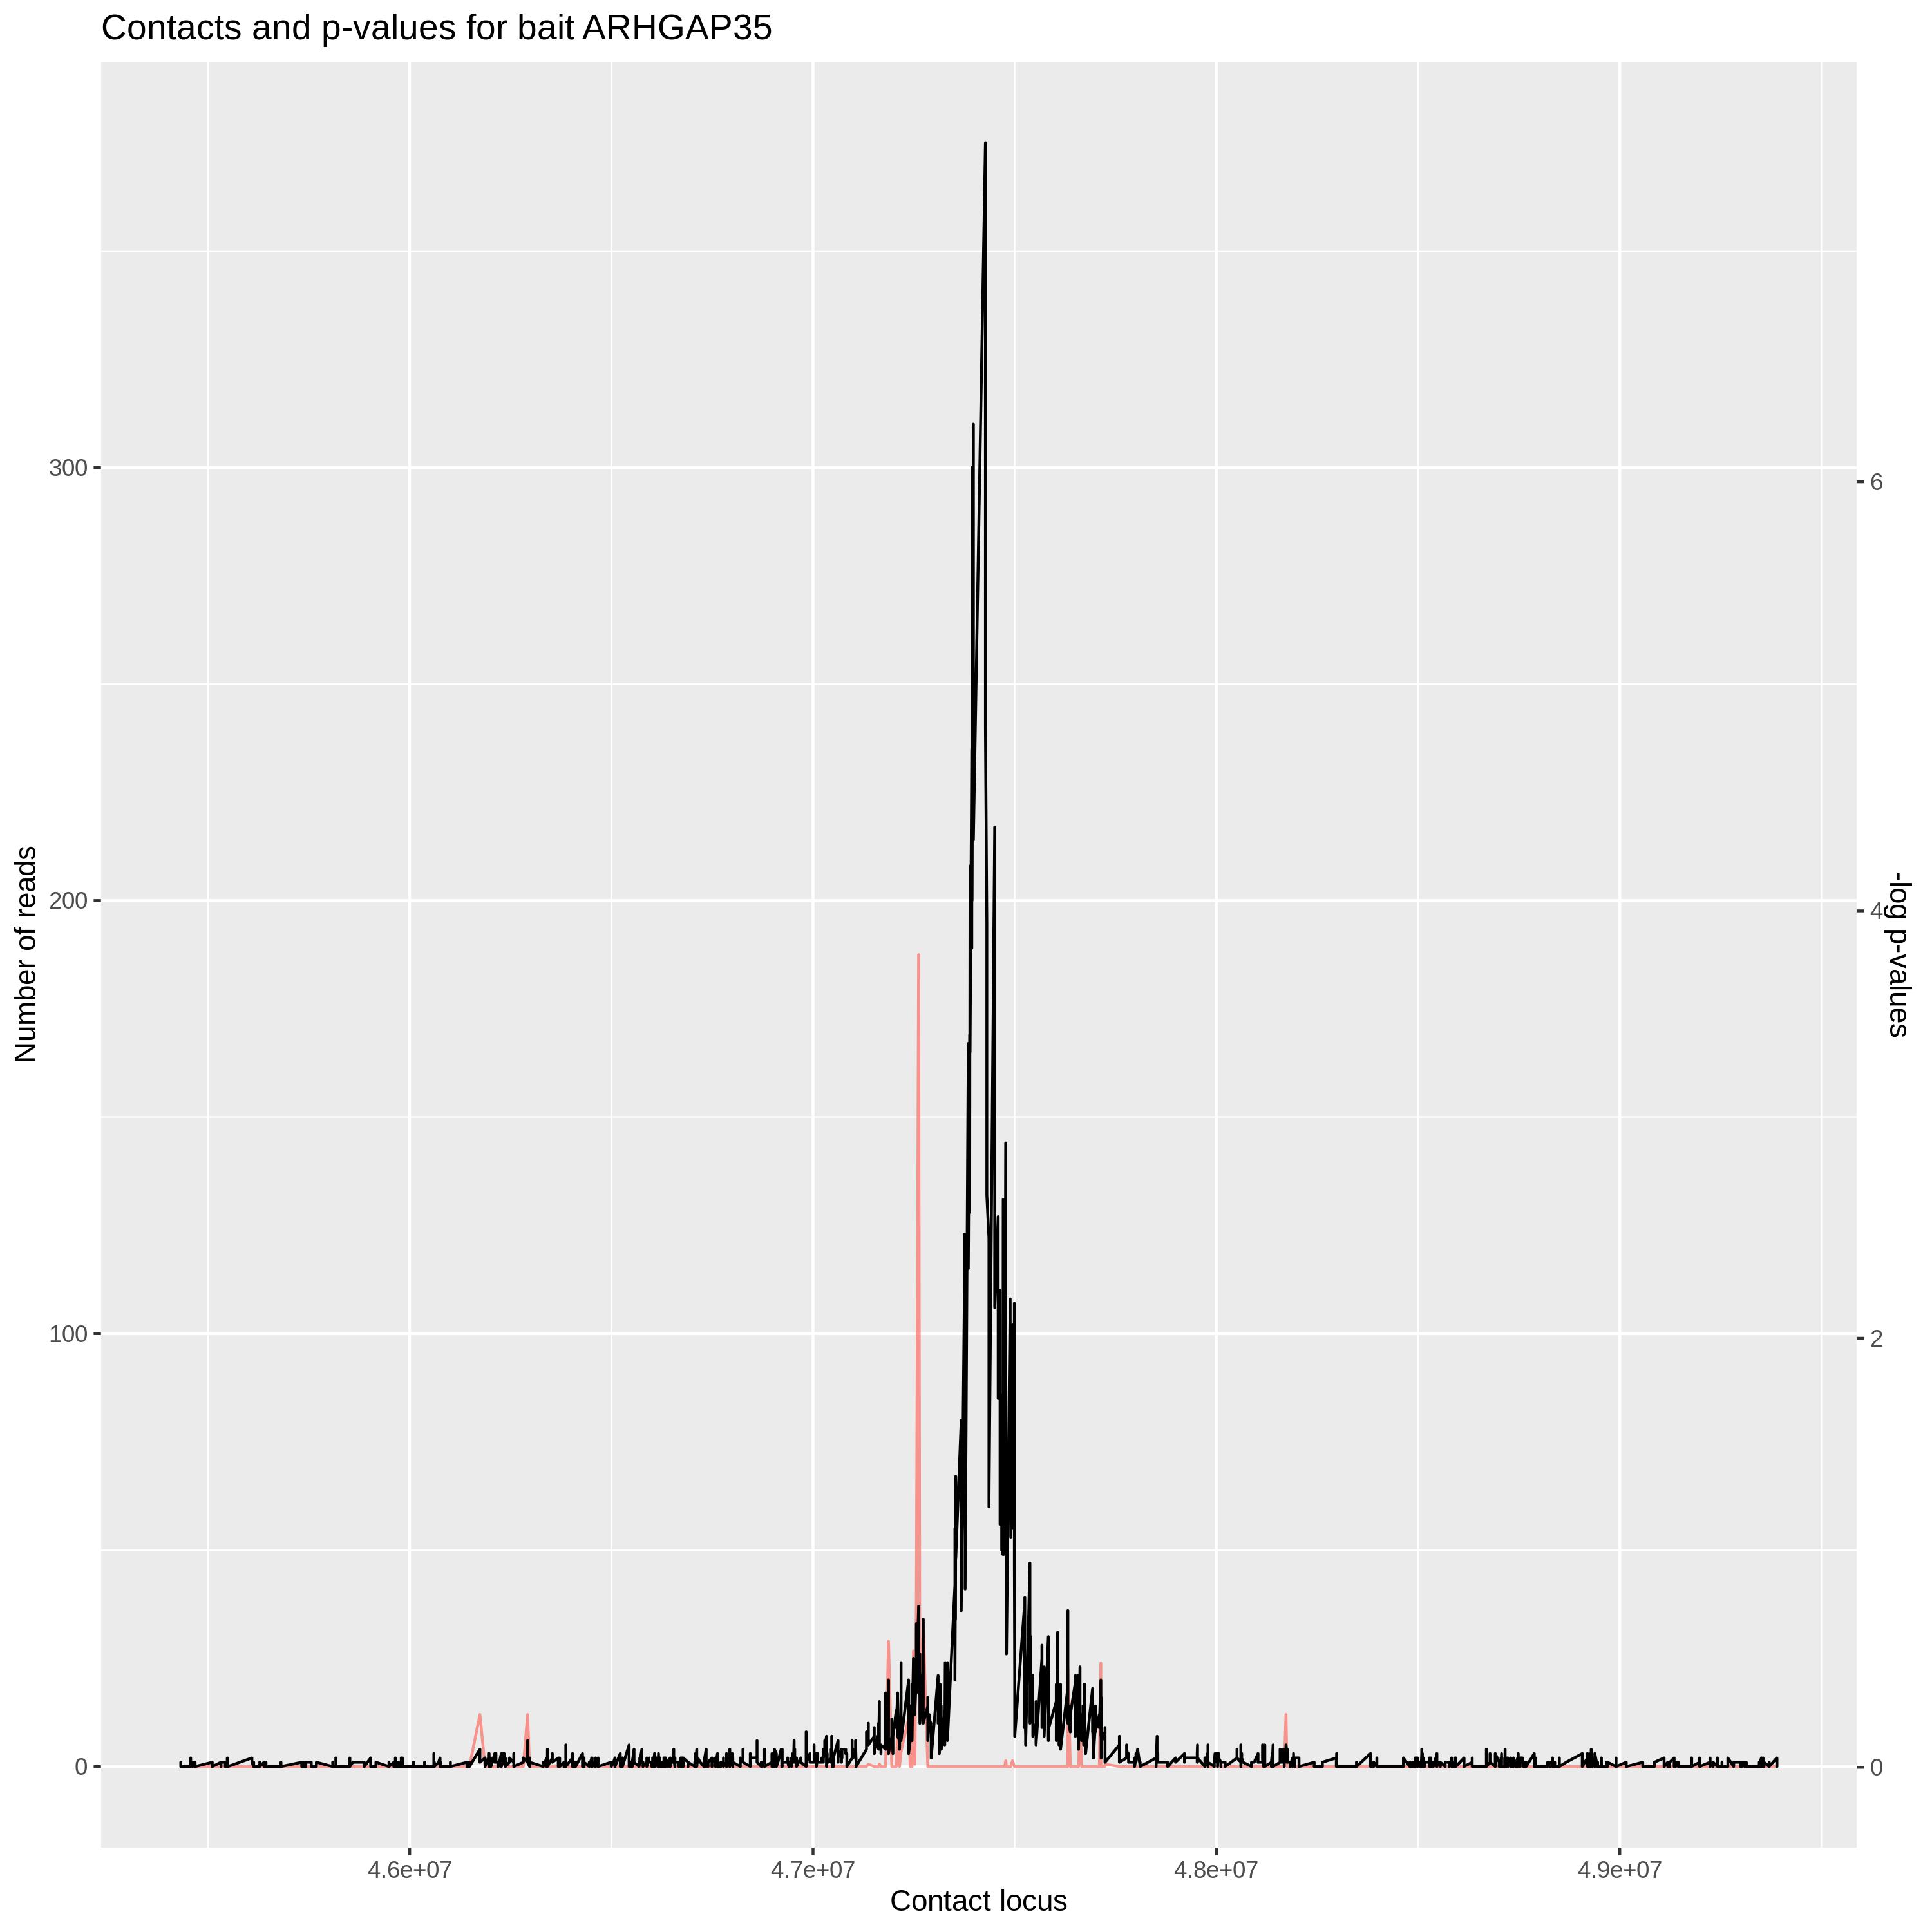 Contacts and p-values for bait ARHGAP35
Number of reads
300
200
100
0
6
4
2
0
-log p-values
4.6e+07 4.7e+07 4.8e+07 4.9e+07
Contact locus